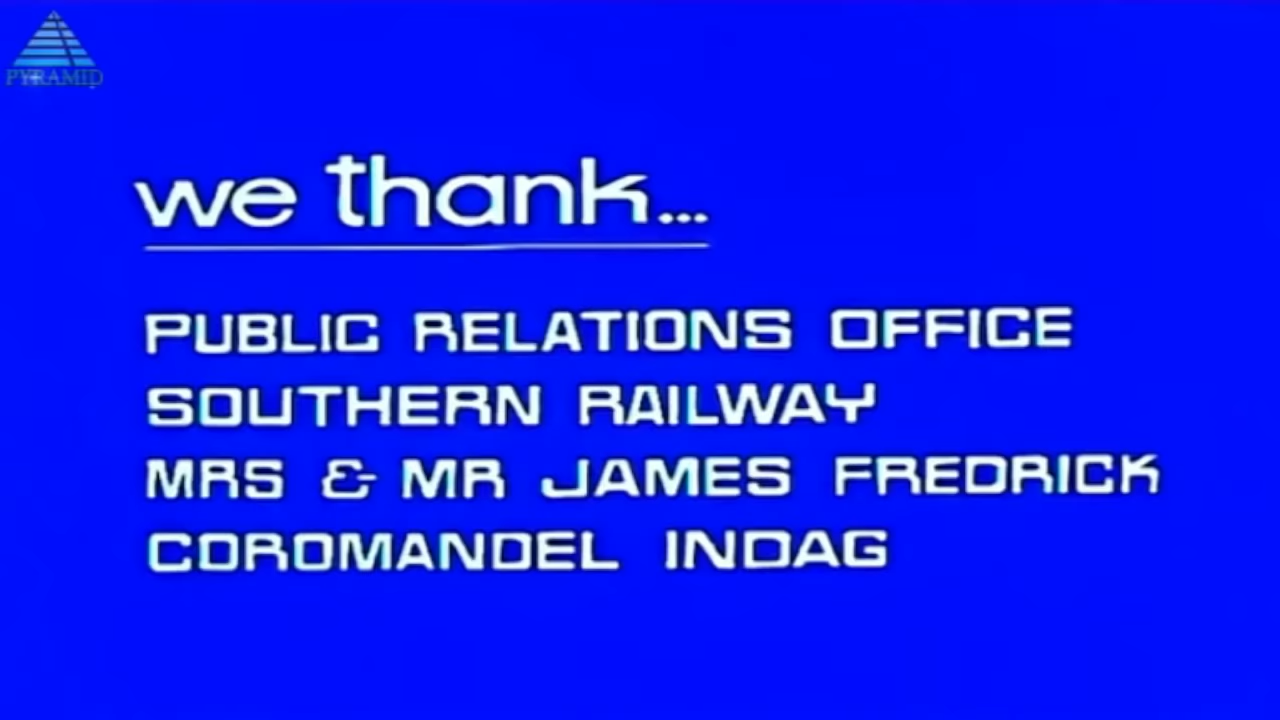 PYRAMID
we thank...
PUBLIC RELATIONS OFFICE
SOUTHERN RAILWAY
MRS & MR JAMES FREDRICK
COROMANDEL INDAG